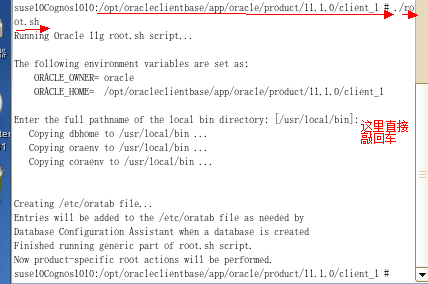 suse10Cognos1010:/opt/oracleclientbase/app/oracle/product/11.1.0/client_1 # ./ro
ot.sh
Running Oracle 11g root.sh script...
The following environment variables are set as:
ORACLE_OWNER= oracle
ORACLE_HOME=  /opt/oracleclientbase/app/oracle/product/11.1.0/client_1
Enter the full pathname of the local bin directory: [/usr/local/bin]:
这里直接
敲回车
Copying dbhome to /usr/local/bin ...
Copying oraenv to /usr/local/bin ...
Copying coraenv to /usr/local/bin ...
Creating /etc/oratab file...
Entries will be added to the /etc/oratab file as needed by
Database Configuration Assistant when a database is created
Finished running generic part of root.sh script.
Now product-specific root actions will be performed.
suse10Cognos1010:/opt/oracleclientbase/app/oracle/product/11.1.0/client_1 #